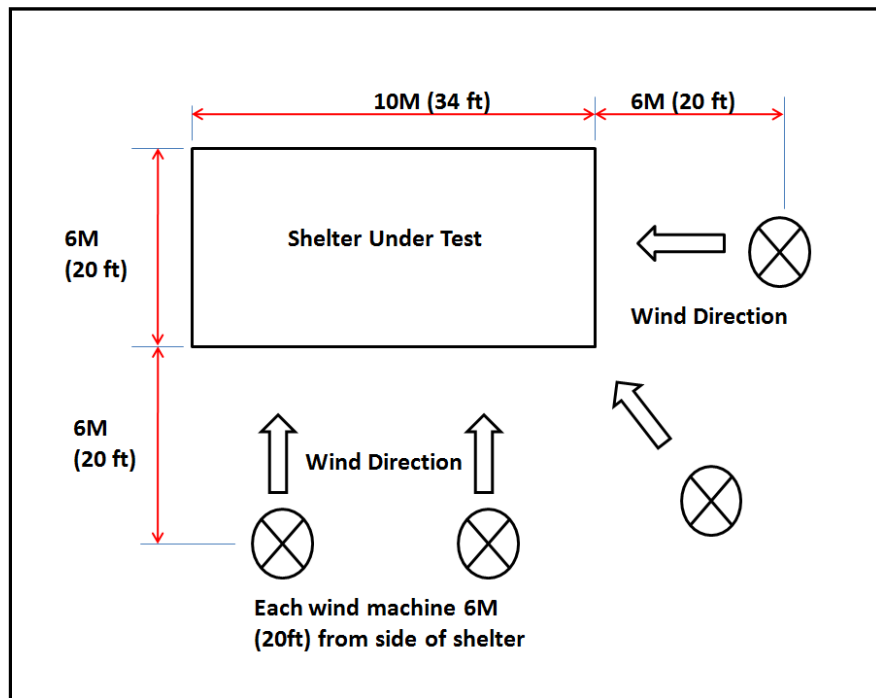 10M (34 ft)
6M (20 ft)
6M
(20 ft)
Shelter Under Test
Wind Direction
6M
(20 ft)
Wind Direction
Each wind machine 6M
(20ft) from side of shelter